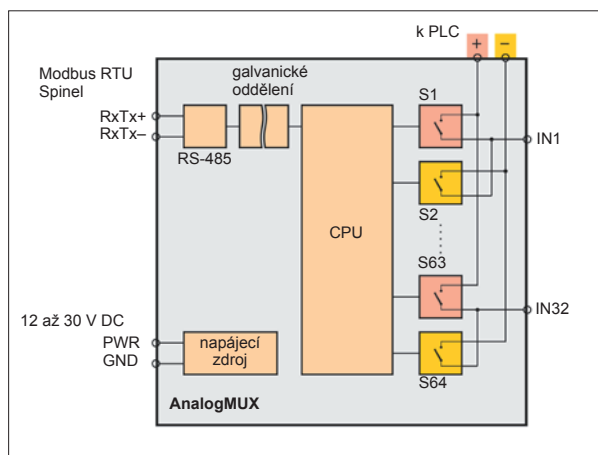 k PLC
+ −
Modbus RTU
Spinel
galvanické
oddělení
S1
RxTx+
RxTx–
RS-485
IN1
S2
CPU
S63
IN32
12 až 30 V DC
PWR
GND
napájecí
zdroj
S64
AnalogMUX